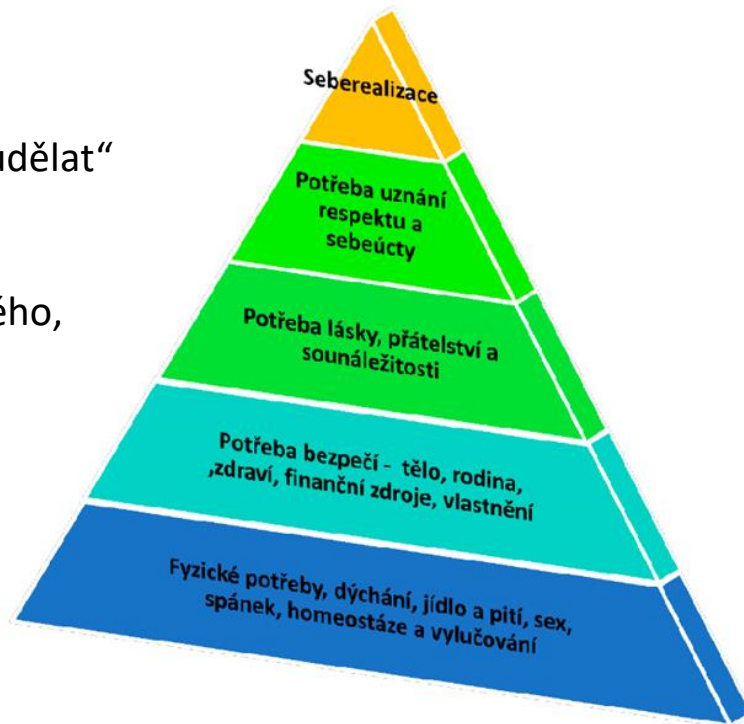 Seberealizace
udělat“
Potřeba uznání
respektu a
sebeúcty
ého,
Potřeba lásky, přátelství a
sounáležitosti
Potřeba bezpečí - tělo, rodina,
,zdraví, finanční zdroje, vlastnění
Fyzické potřeby, dýchání, jídlo a pití, sex,
spánek, homeostáze a vylučování